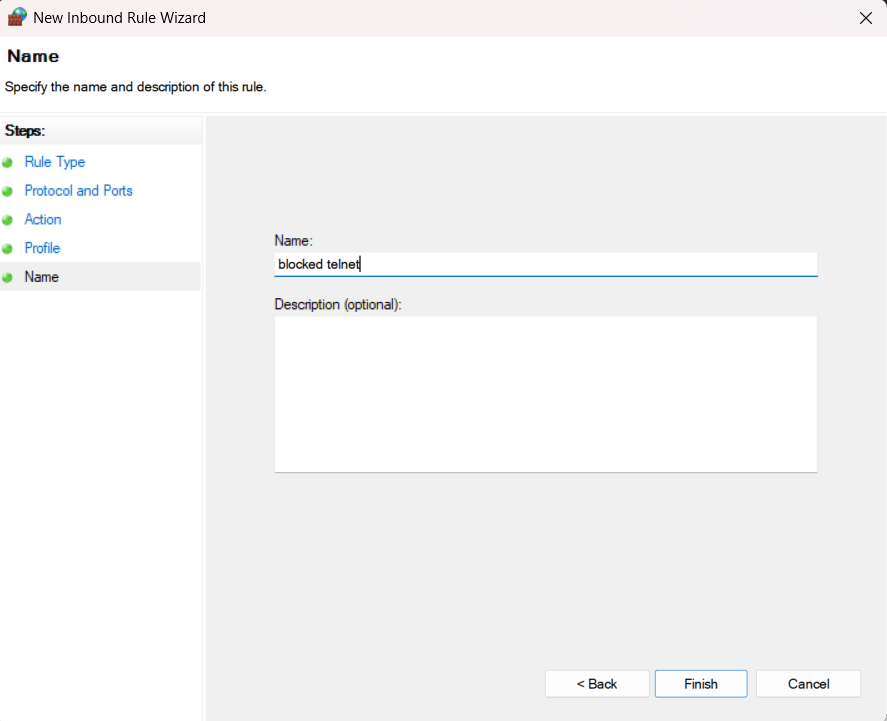 New Inbound Rule Wizard
Name
Specify the name and description of this rule.
Steps:
Rule Type
Protocol and Ports
Action
Profile
Name
Name:
blocked telnet
Description (optional):
< Back
Finish
Cancel